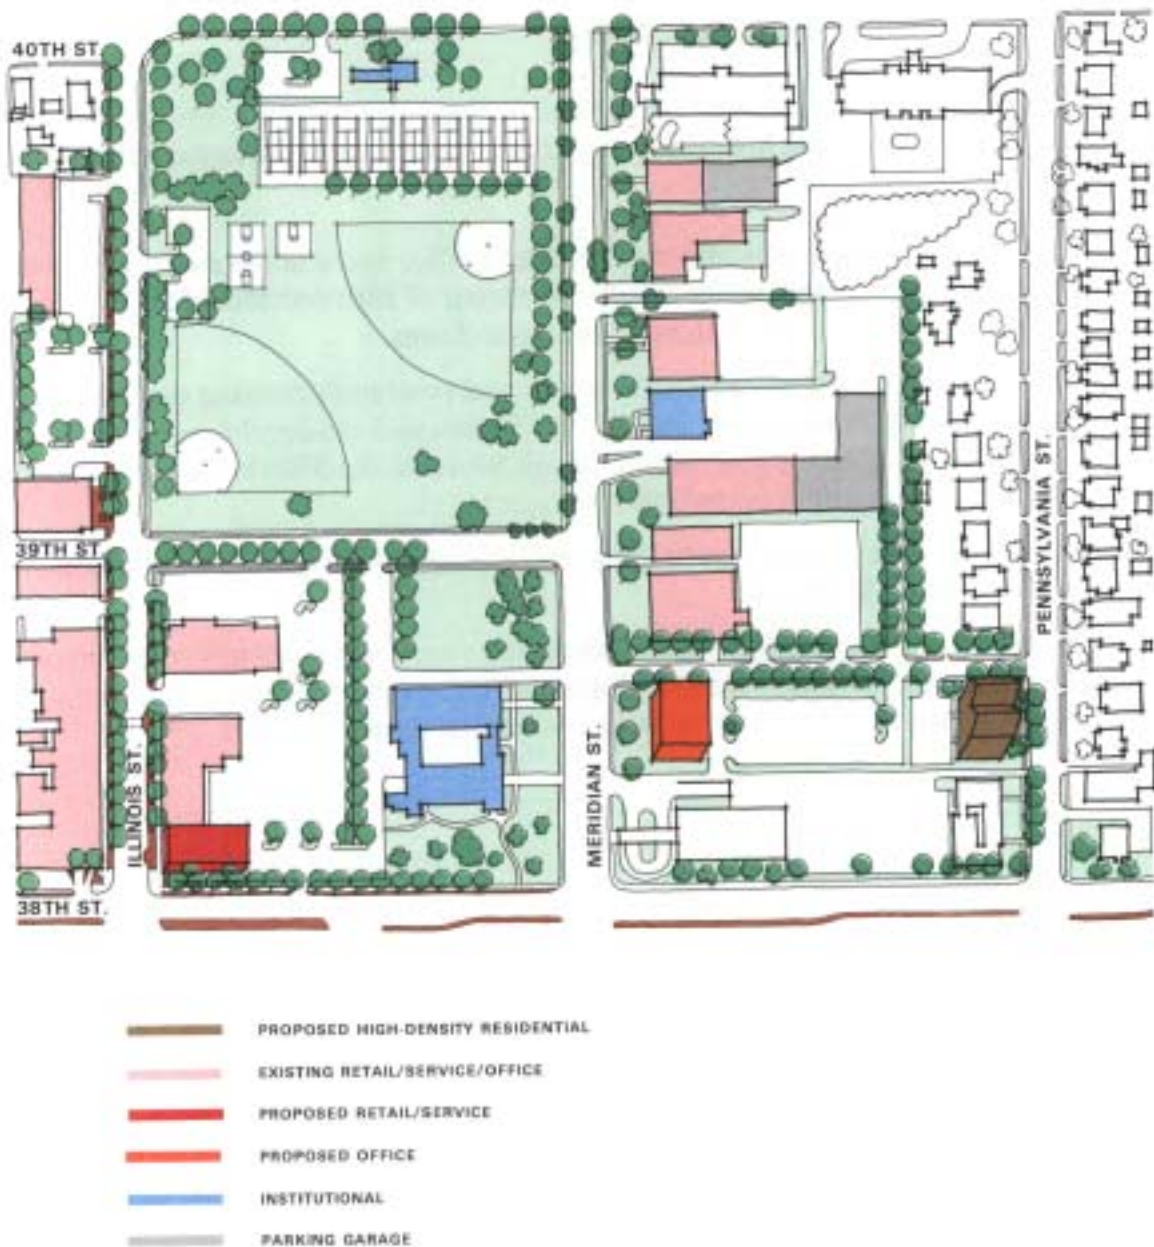 40TH ST.
39TH ST
38TH ST.
ILLINOIS ST.
MERIDIAN ST.
PENNSYLVANIA ST.
PROPOSED HIGH-DENSITY RESIDENTIAL
EXISTING RETAIL/SERVICE/OFFICE
PROPOSED RETAIL/SERVICE
PROPOSED OFFICE
INSTITUTIONAL
PARKING GARAGE